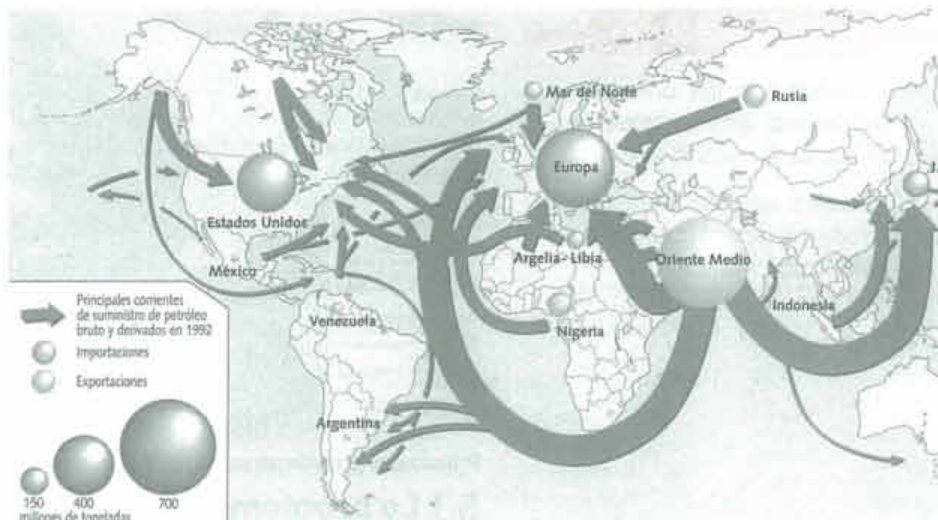 Mar del Norte
Rusia
Europa
Estados Unidos
México
Argelia-Libia
Oriente Medio
Venezuela
Nigeria
Indonesia
Argentina
Principales corrientes
de suministro de petróleo
bruto y derivados en 1992
Importaciones
Exportaciones
150
400
700
millones de toneladas